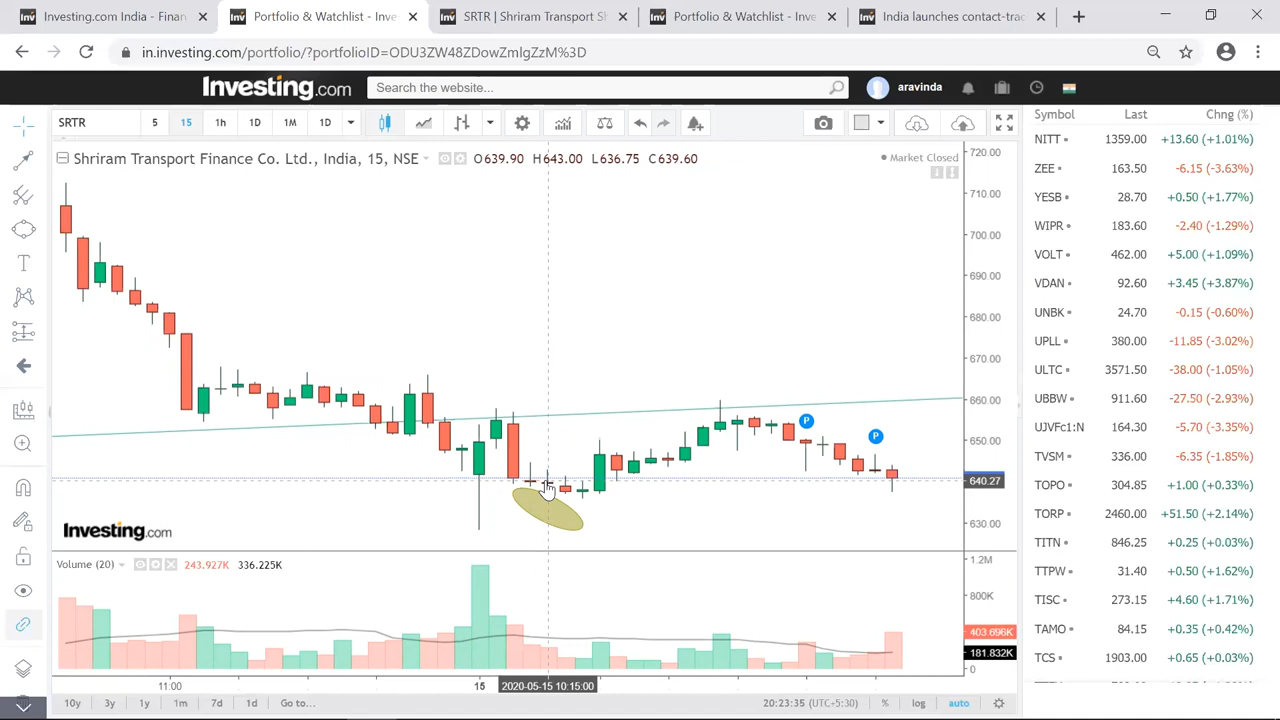 Investing.com India - Finan
Portfolio & Watchlist - Inves
SRTR | Shriram Transport Sh
Portfolio & Watchlist - Inve
India launches contact-trac
in.investing.com/portfolio/?portfolioID=ODU3ZW48ZDowZmlgZzM%3D
Investing.com
Search the website...
aravinda
SRTR 5 15 1h 1D 1M 1D
Shriram Transport Finance Co. Ltd., India, 15, NSE O639.90 H643.00 L636.75 C639.60
Market Closed
720.00
710.00
700.00
690.00
680.00
670.00
660.00
650.00
640.27
630.00
P
P
Investing.com
Volume (20) 243.927K 336.225K
1.2M
800K
403.696K
181.832K
0
11:00 15 2020-05-15 10:15:00
10y 3y 1y 1m 7d 1d Go to... 20:23:35 (UTC+5:30) % log auto
Symbol Last Chng (%)
NITT 1359.00 +13.60 (+1.01%)
ZEE 163.50 -6.15 (-3.63%)
YESB 28.70 +0.50 (+1.77%)
WIPR 183.60 -2.40 (-1.29%)
VOLT 462.00 +5.00 (+1.09%)
VDAN 92.60 +3.45 (+3.87%)
UNBK 24.70 -0.15 (-0.60%)
UPLL 380.00 -11.85 (-3.02%)
ULTC 3571.50 -38.00 (-1.05%)
UBBW 911.60 -27.50 (-2.93%)
UJVFc1:N 164.30 -5.70 (-3.35%)
TVSM 336.00 -6.35 (-1.85%)
TOPO 304.85 +1.00 (+0.33%)
TORP 2460.00 +51.50 (+2.14%)
TITN 846.25 +0.25 (+0.03%)
TTPW 31.40 +0.50 (+1.62%)
TISC 273.15 +4.60 (+1.71%)
TAMO 84.15 +0.35 (+0.42%)
TCS 1903.00 +0.65 (+0.03%)